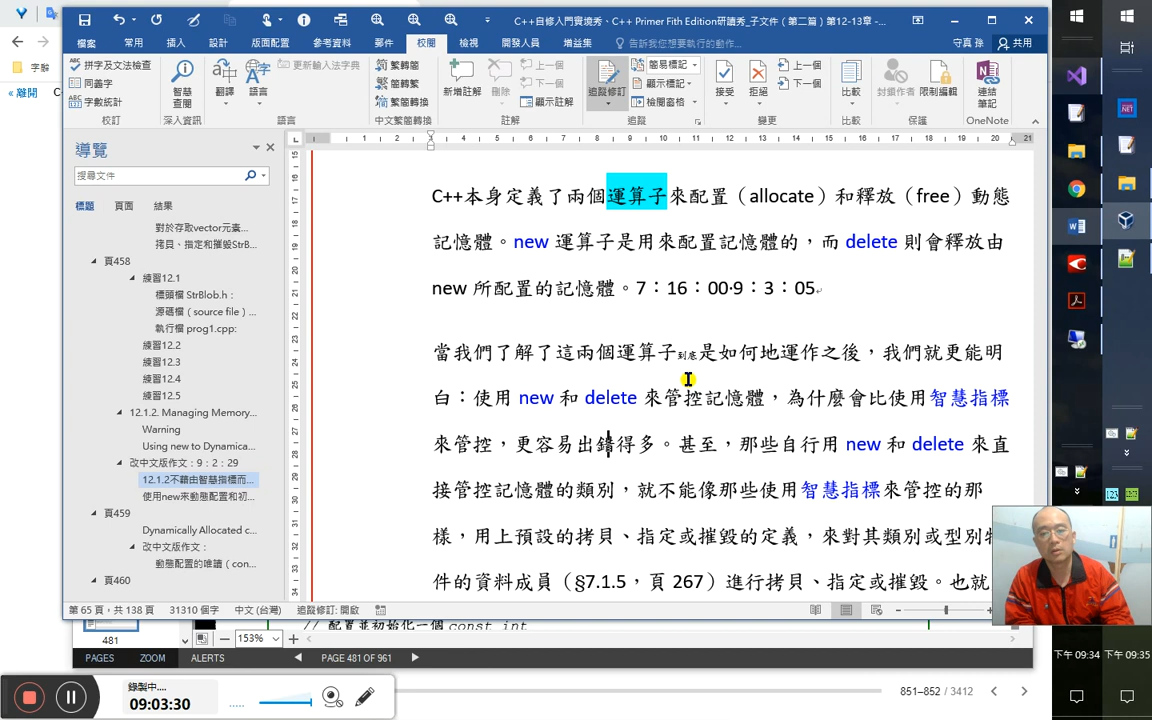 C++自修入門實境秀、C++ Primer Fith Edition研讀秀_子文件（第二篇）第12-13章 -...
檔案 常用 插入 設計 版面配置 參考資料 郵件 校閱 檢視 開發人員 增益集 告訴我您想要執行的動作... 守真 孫 共用
字辭
« 離開
拼字及文法檢查
同義字
字數統計
校訂
智慧查閱
深入資訊
翻譯
語言
更新輸入法字典
語言
繁轉簡
簡轉繁
繁簡轉換
中文繁簡轉換
新增註解
刪除
上一個
下一個
顯示註解
註解
追蹤修訂
簡易標記
顯示標記
檢閱窗格
追蹤
接受
拒絕
上一個
下一個
變更
比較
比較
封鎖作者
限制編輯
保護
連結筆記
OneNote
導覽
搜尋文件
標題 頁面 結果
對於存取vector元素...
拷貝、指定和摧毀StrB...
頁458
練習12.1
標頭檔 StrBlob.h：
源碼檔（source file）...
執行檔 prog1.cpp:
練習12.2
練習12.3
練習12.4
練習12.5
12.1.2. Managing Memory...
Warning
Using new to Dynamica...
改中文版作文：9：2：29
12.1.2不藉由智慧指標而...
使用new來動態配置和初...
頁459
Dynamically Allocated c...
改中文版作文：
動態配置的唯讀（con...
頁460
C++本身定義了兩個運算子來配置（allocate）和釋放（free）動態
記憶體。new 運算子是用來配置記憶體的，而 delete 則會釋放由
new 所配置的記憶體。7：16：00·9：3：05
當我們了解了這兩個運算子到底是如何地運作之後，我們就更能明
白：使用 new 和 delete 來管控記憶體，為什麼會比使用智慧指標
來管控，更容易出錯得多。甚至，那些自行用 new 和 delete 來直
接管控記憶體的類別，就不能像那些使用智慧指標來管控的那
樣，用上預設的拷貝、指定或摧毀的定義，來對其類別或型別物
件的資料成員（§7.1.5，頁 267）進行拷貝、指定或摧毀。也就
第 65 頁，共 138 頁 31310 個字 中文 (台灣) 追蹤修訂: 開啟
// 配置並初始化一個 const int
481
153%
PAGES ZOOM ALERTS PAGE 481 OF 961
錄製中....
09:03:30
851–852 / 3412
下午 09:34 下午 09:35